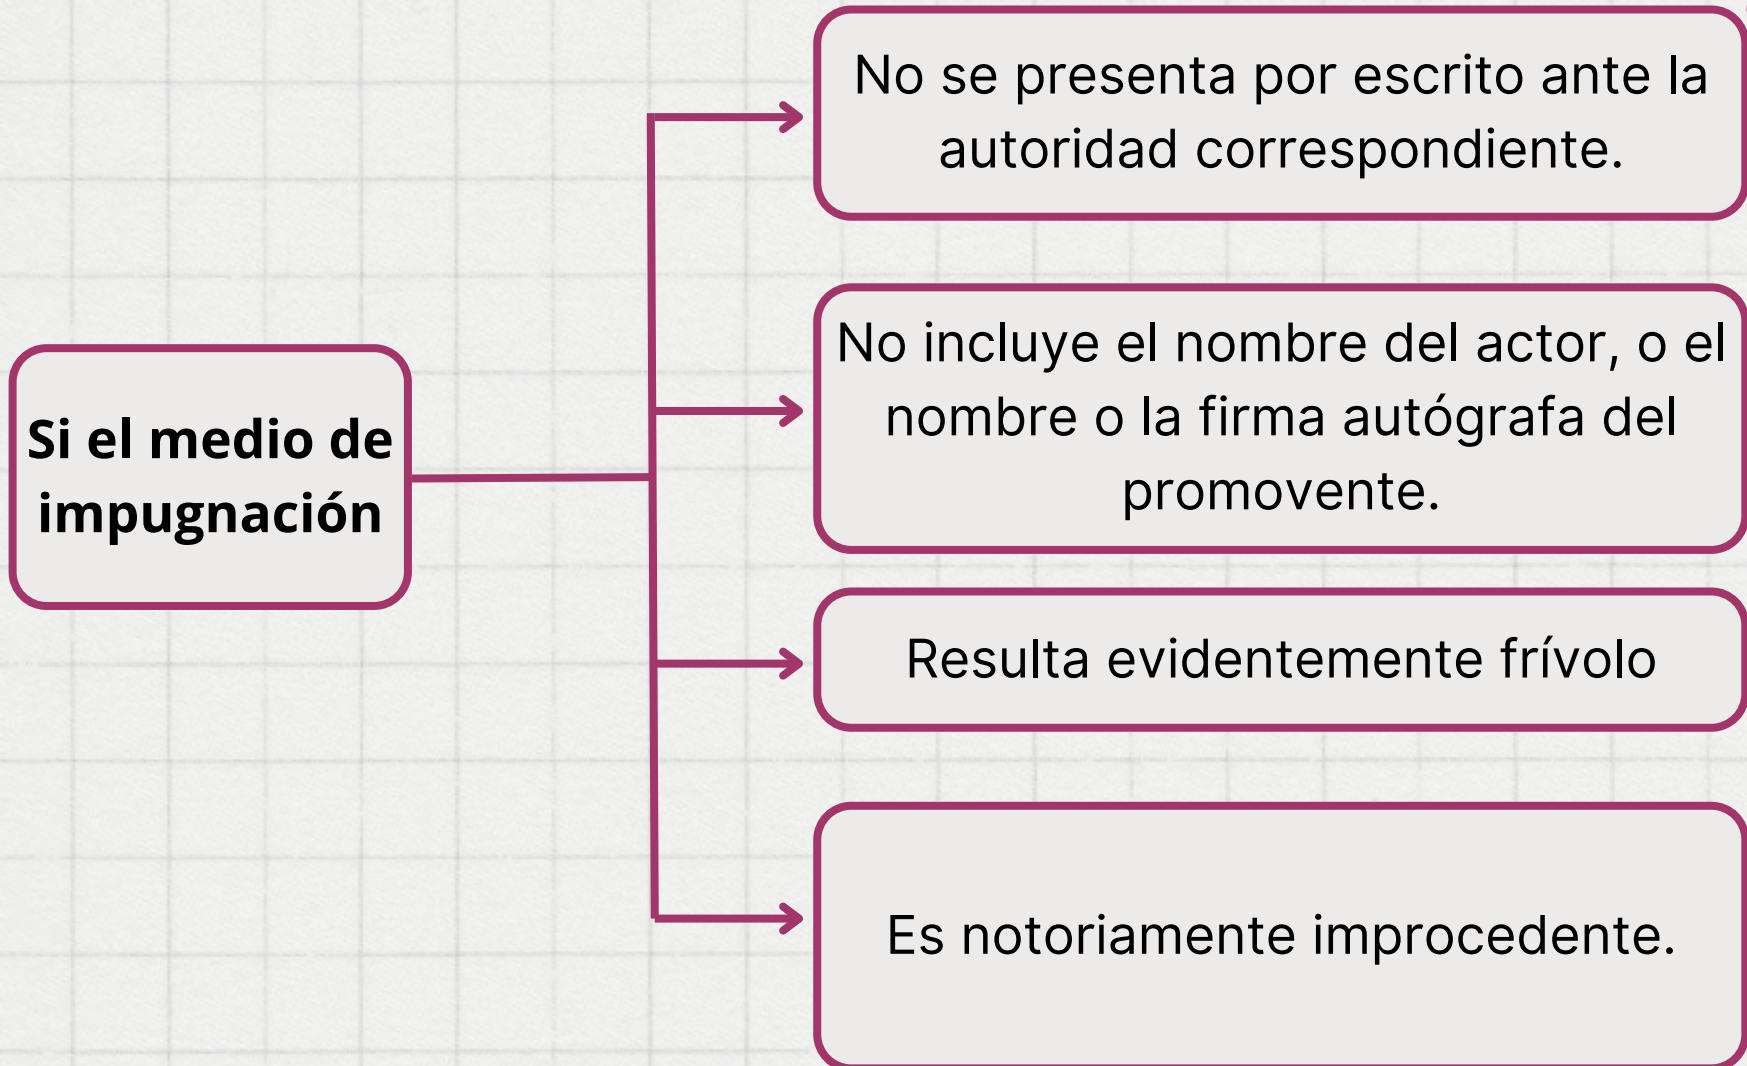 Si el medio de
impugnación
No se presenta por escrito ante la
autoridad correspondiente.
No incluye el nombre del actor, o el
nombre o la firma autógrafa del
promovente.
Resulta evidentemente frívolo
Es notoriamente improcedente.